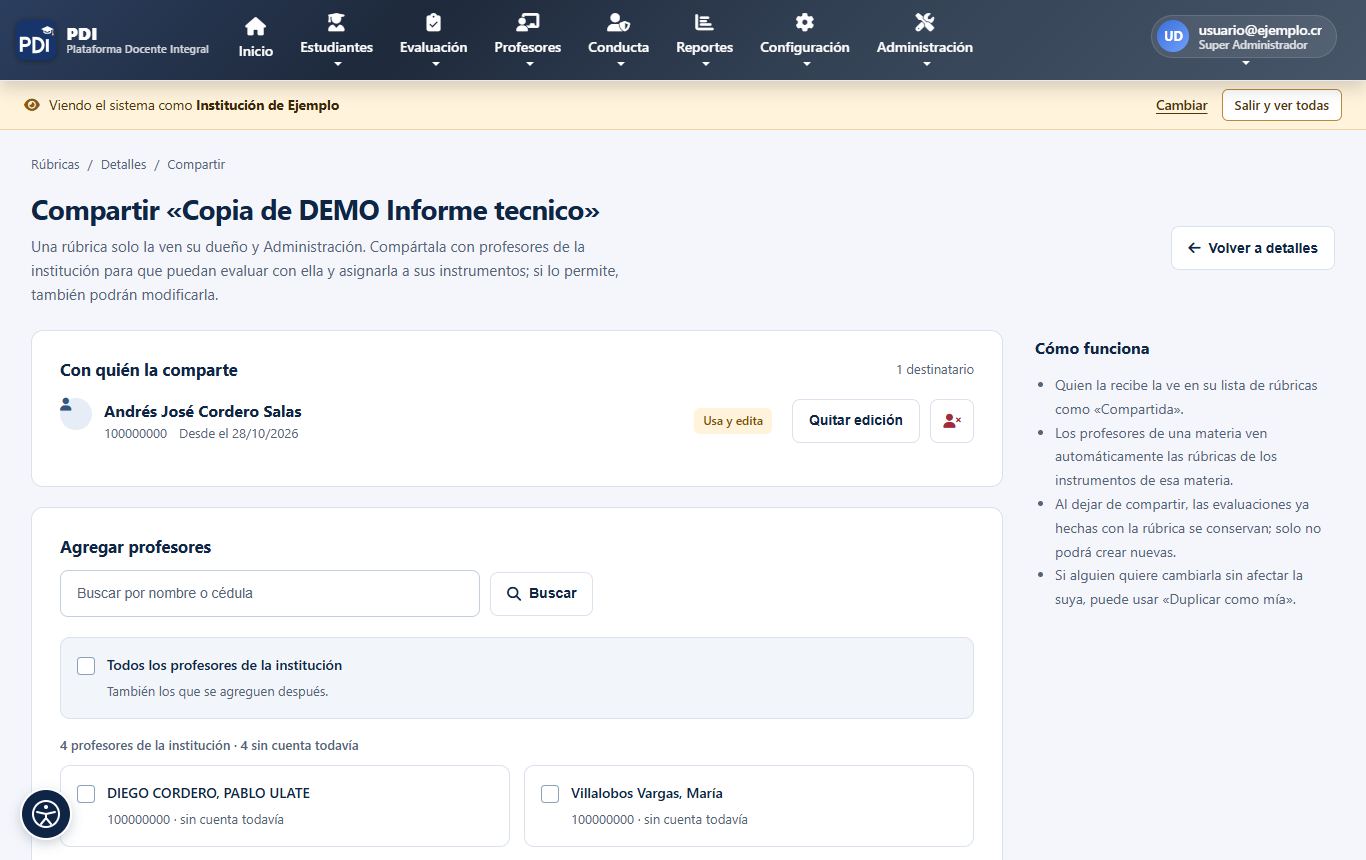 PDI
PDI
Plataforma Docente Integral
Inicio
Estudiantes
Evaluación
Profesores
Conducta
Reportes
Configuración
Administración
UD
usuario@ejemplo.cr
Super Administrador
Viendo el sistema como Institución de Ejemplo
Cambiar
Salir y ver todas
Rúbricas / Detalles / Compartir
Compartir «Copia de DEMO Informe tecnico»
Una rúbrica solo la ven su dueño y Administración. Compártala con profesores de la
institución para que puedan evaluar con ella y asignarla a sus instrumentos; si lo permite,
también podrán modificarla.
Volver a detalles
Con quién la comparte
1 destinatario
Andrés José Cordero Salas
100000000 Desde el 28/10/2026
Usa y edita
Quitar edición
Agregar profesores
Buscar por nombre o cédula
Buscar
Todos los profesores de la institución
También los que se agreguen después.
4 profesores de la institución · 4 sin cuenta todavía
DIEGO CORDERO, PABLO ULATE
100000000 · sin cuenta todavía
Villalobos Vargas, María
100000000 · sin cuenta todavía
Cómo funciona
Quien la recibe la ve en su lista de rúbricas
como «Compartida».
Los profesores de una materia ven
automáticamente las rúbricas de los
instrumentos de esa materia.
Al dejar de compartir, las evaluaciones ya
hechas con la rúbrica se conservan; solo no
podrá crear nuevas.
Si alguien quiere cambiarla sin afectar la
suya, puede usar «Duplicar como mía».